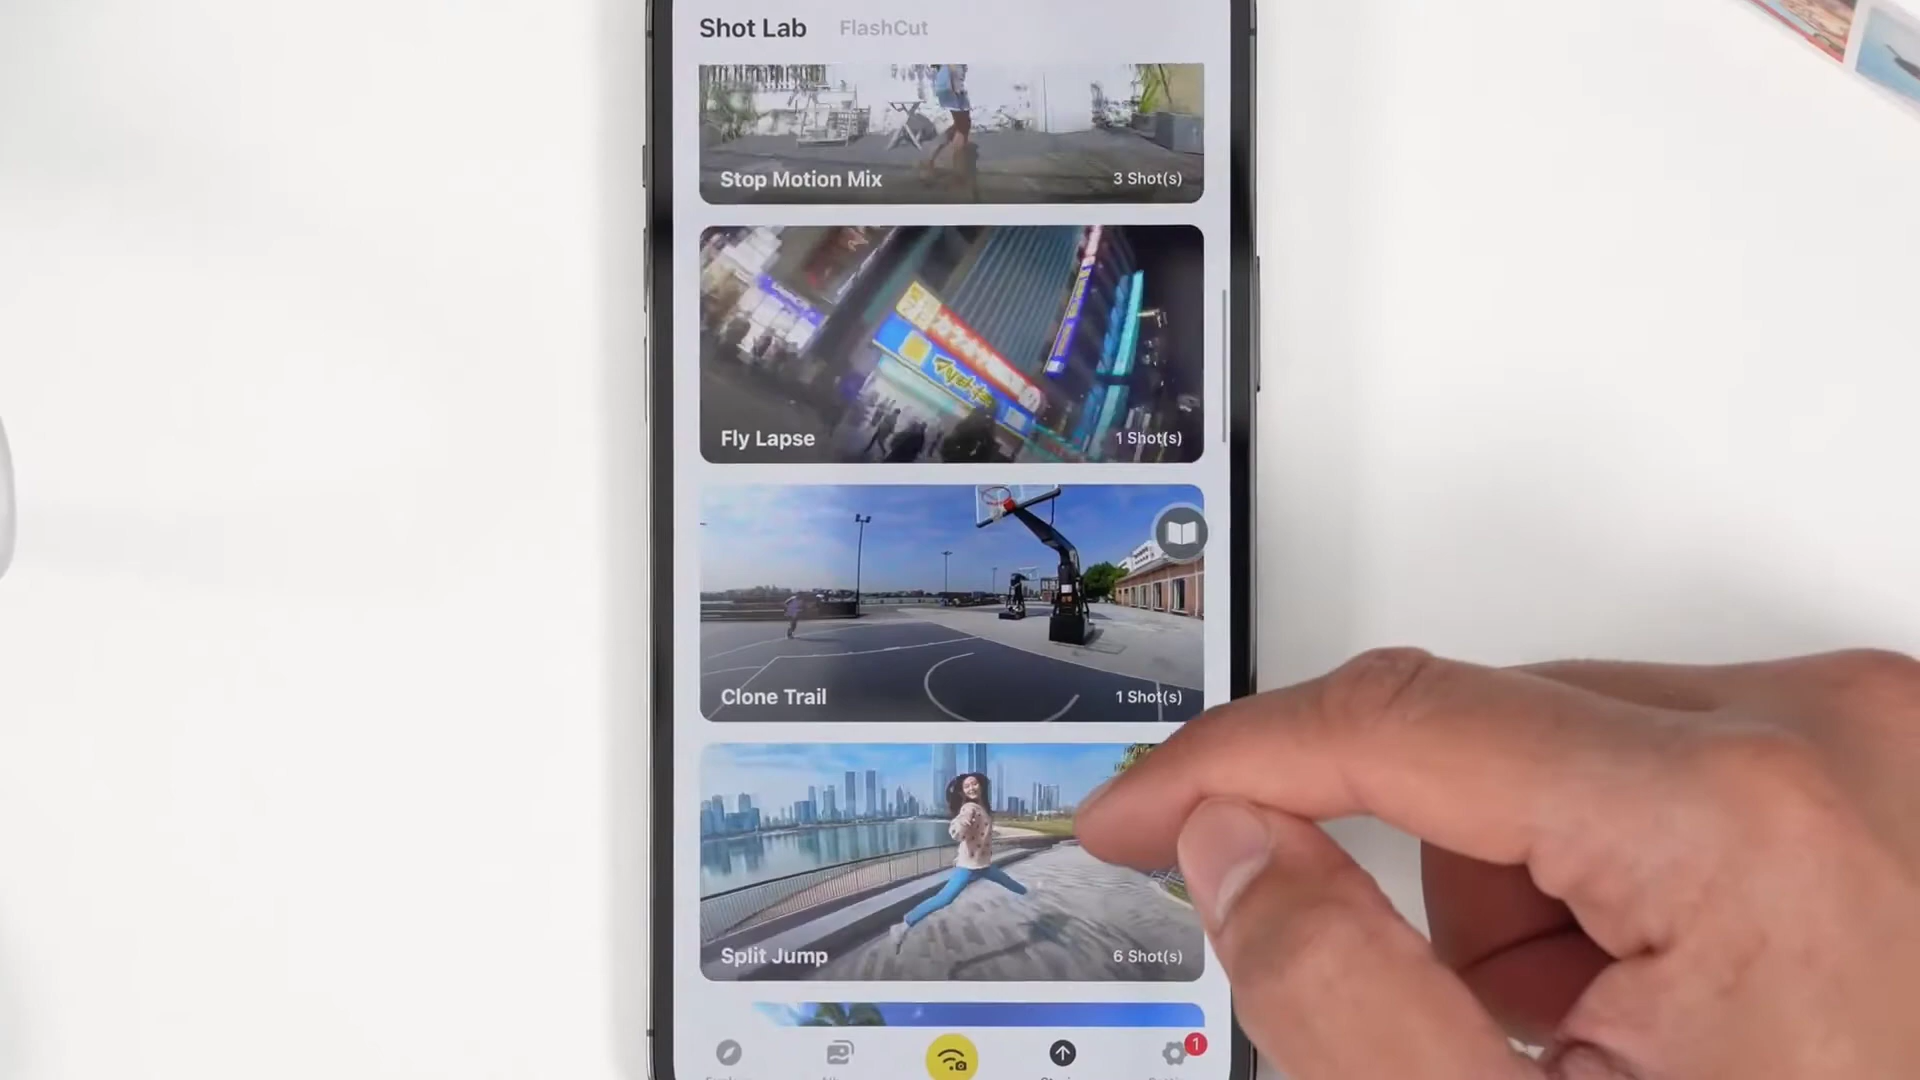 Shot Lab FlashCut
Stop Motion Mix 3 Shot(s)
Fly Lapse 1 Shot(s)
Clone Trail 1 Shot(s)
Split Jump 6 Shot(s)
1